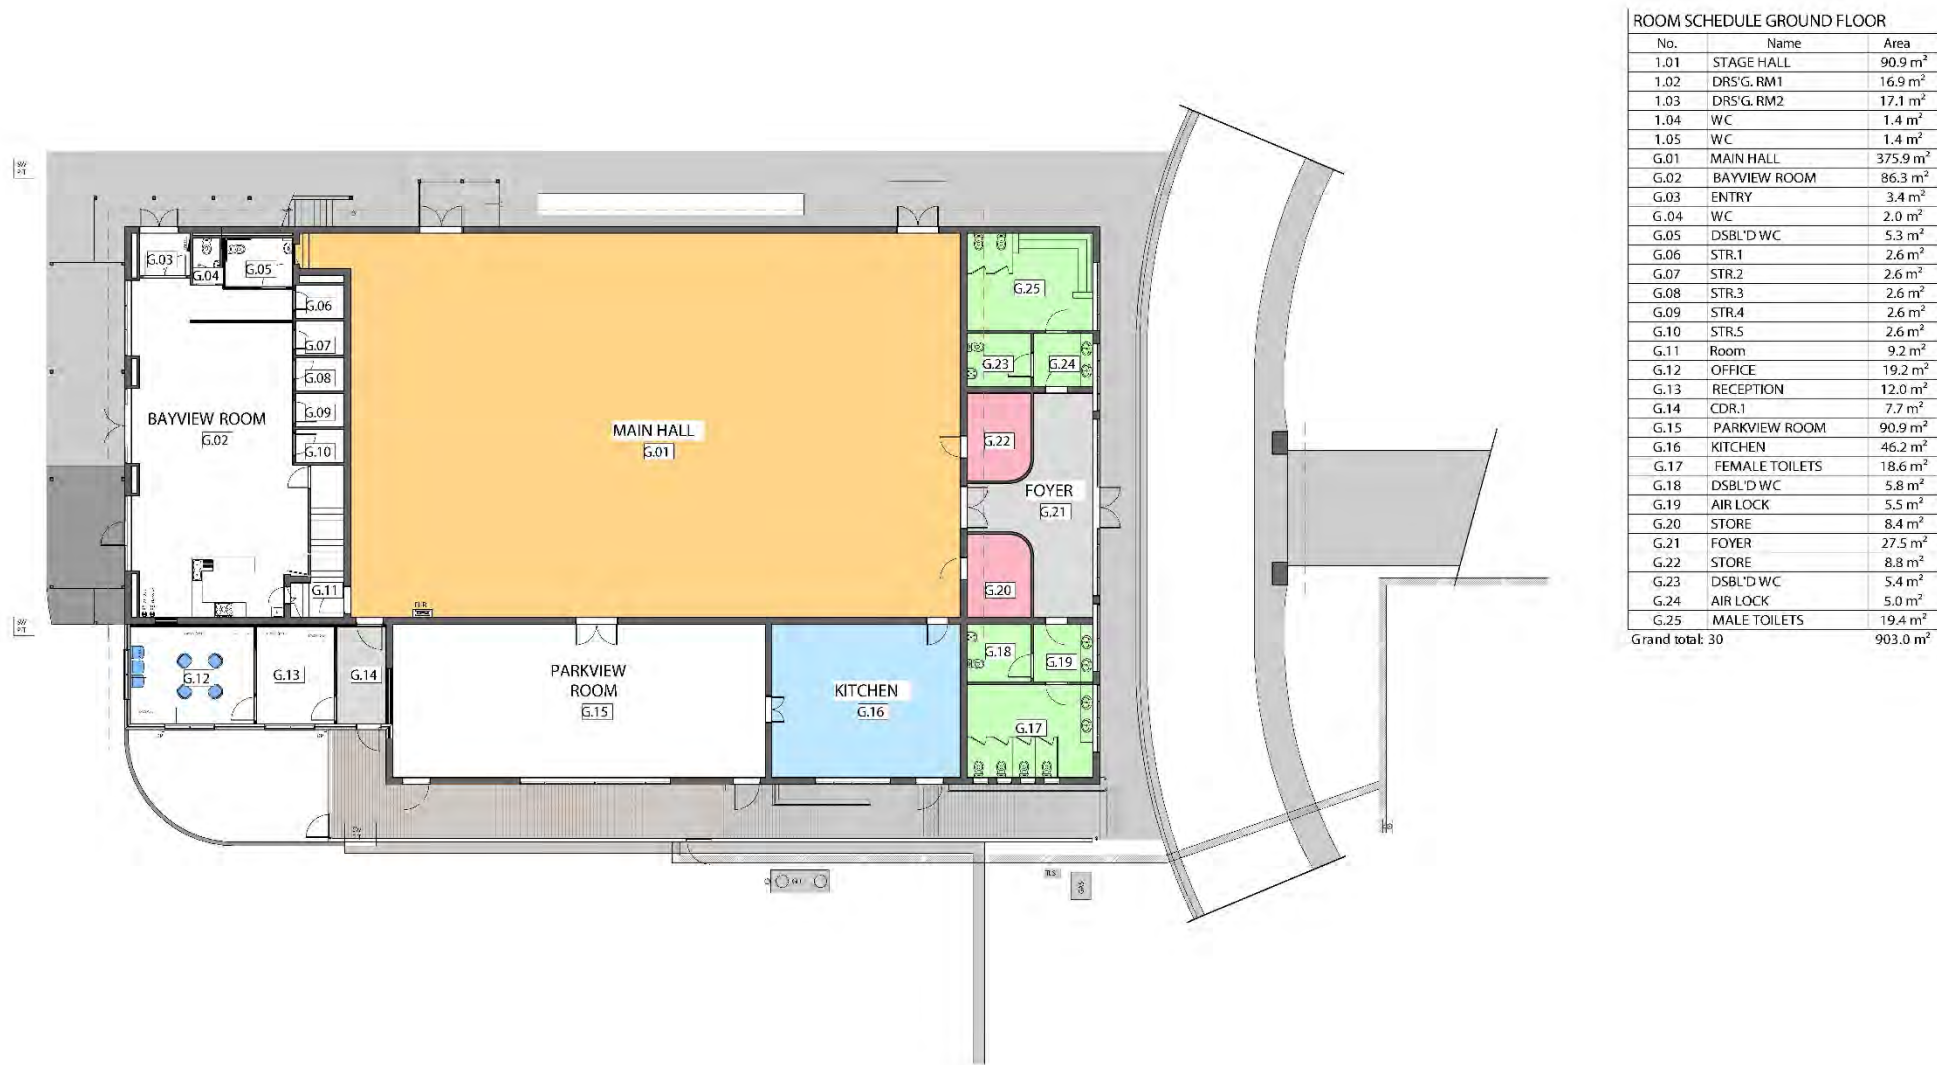 ROOM SCHEDULE GROUND FLOOR
No. Name Area
1.01 STAGE HALL 90.9 m²
1.02 DRS'G. RM1 16.9 m²
1.03 DRS'G. RM2 17.1 m²
1.04 WC 1.4 m²
1.05 WC 1.4 m²
G.01 MAIN HALL 375.9 m²
G.02 BAYVIEW ROOM 86.3 m²
G.03 ENTRY 3.4 m²
G.04 WC 2.0 m²
G.05 DSBL'D WC 5.3 m²
G.06 STR.1 2.6 m²
G.07 STR.2 2.6 m²
G.08 STR.3 2.6 m²
G.09 STR.4 2.6 m²
G.10 STR.5 2.6 m²
G.11 Room 9.2 m²
G.12 OFFICE 19.2 m²
G.13 RECEPTION 12.0 m²
G.14 CDR.1 7.7 m²
G.15 PARKVIEW ROOM 90.9 m²
G.16 KITCHEN 46.2 m²
G.17 FEMALE TOILETS 18.6 m²
G.18 DSBL'D WC 5.8 m²
G.19 AIR LOCK 5.5 m²
G.20 STORE 8.4 m²
G.21 FOYER 27.5 m²
G.22 STORE 8.8 m²
G.23 DSBL'D WC 5.4 m²
G.24 AIR LOCK 5.0 m²
G.25 MALE TOILETS 19.4 m²
Grand total: 30 903.0 m²
SW
PIT
G.03
G.04
G.05
G.06
G.07
G.08
G.09
G.10
BAYVIEW ROOM
G.02
G.11
MAIN HALL
G.01
G.25
G.23
G.24
G.22
FOYER
G.21
G.20
G.18
G.19
G.17
SW
PIT
G.12
G.13
G.14
PARKVIEW
ROOM
G.15
KITCHEN
G.16
GAS